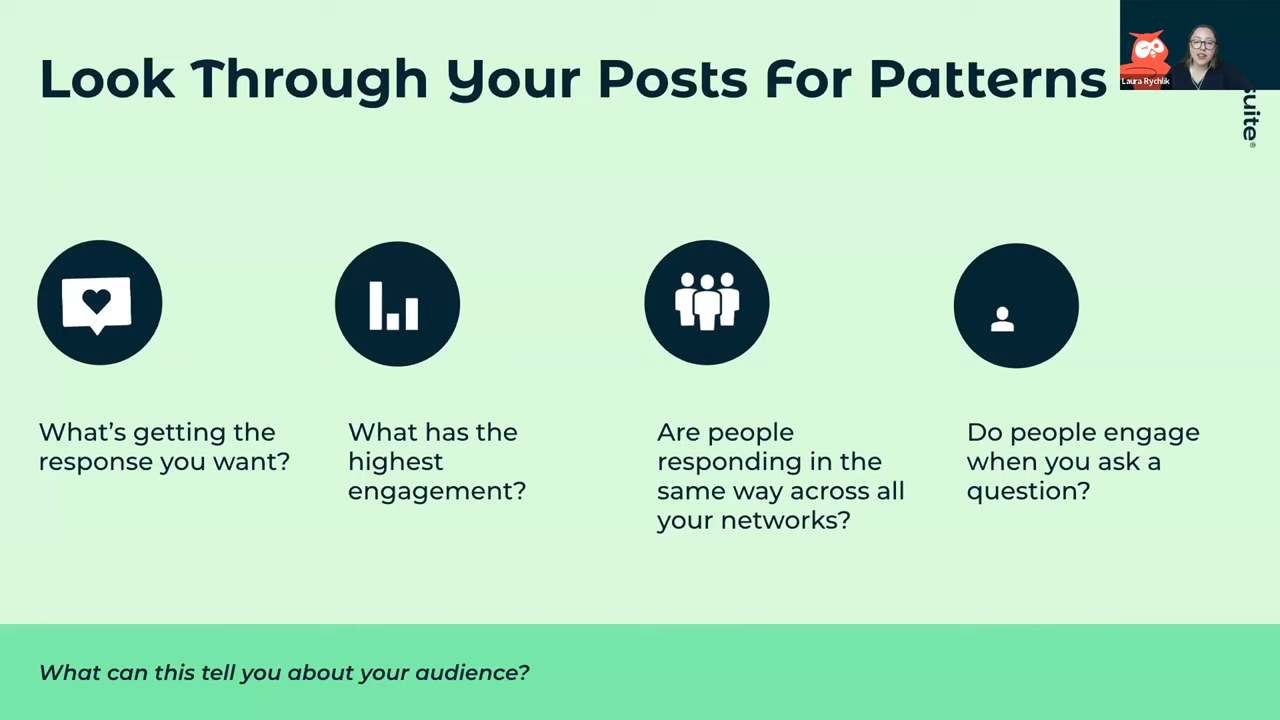 Look Through Your Posts For Patterns
Laura Rychlik
suite®
What's getting the
response you want?
What has the
highest
engagement?
Are people
responding in the
same way across all
your networks?
Do people engage
when you ask a
question?
What can this tell you about your audience?